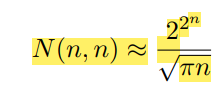 N(n, n) ≈ 2^{2^n} / √(πn)